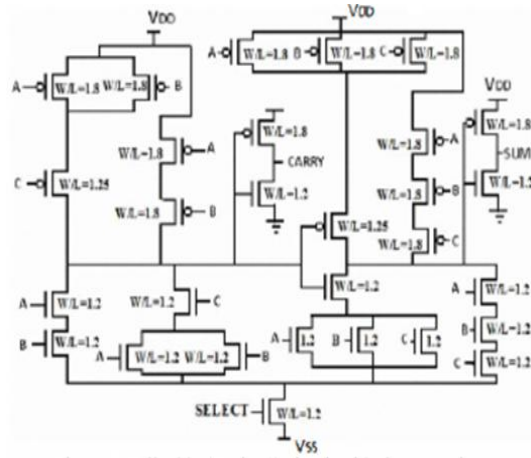 VDD VDD
A W/L=1.8 W/L=1.8 B A W/L=1.8 B W/L=1.8 C W/L=1.8
VDD
W/L=1.8 A W/L=1.8 W/L=1.8 A W/L=1.8
CARRY SUM
C W/L=1.25 W/L=1.2 W/L=1.2
W/L=1.8 B W/L=1.8 B
W/L=1.25 W/L=1.8 C
A W/L=1.2 W/L=1.2 C W/L=1.2 A W/L=1.2
B W/L=1.2 A 1.2 B 1.2 C 1.2 B W/L=1.2
A W/L=1.2 W/L=1.2 B C W/L=1.2
SELECT W/L=1.2
VSS